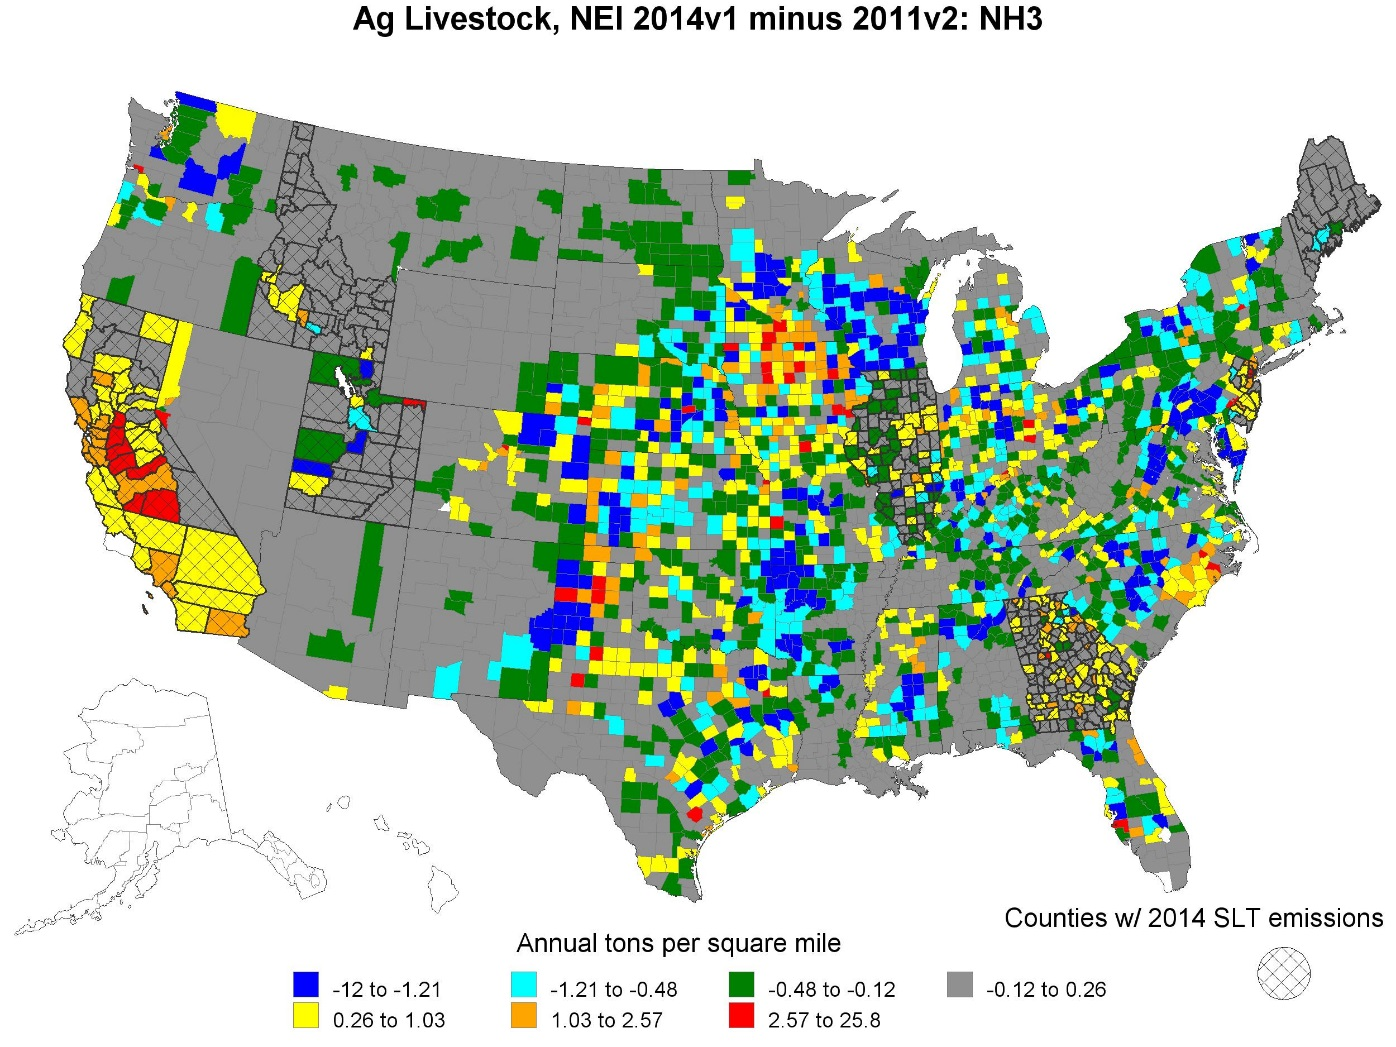 Ag Livestock, NEI 2014v1 minus 2011v2: NH3
Counties w/ 2014 SLT emissions
Annual tons per square mile
-12 to -1.21
-1.21 to -0.48
-0.48 to -0.12
-0.12 to 0.26
0.26 to 1.03
1.03 to 2.57
2.57 to 25.8